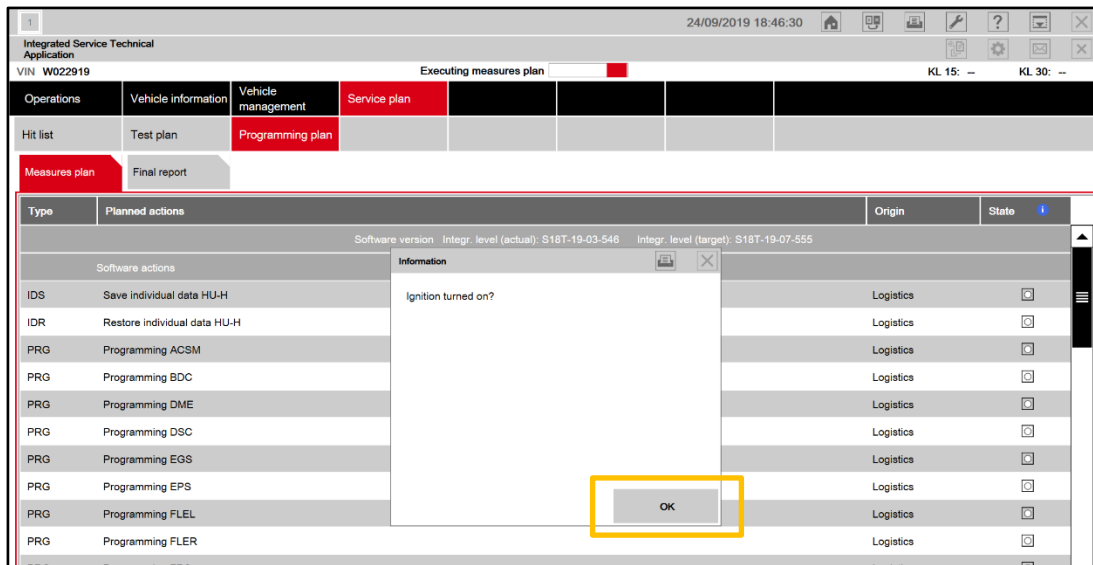 1
24/09/2019 18:46:30
?
Integrated Service Technical
Application
VIN W022919
Executing measures plan
KL 15: --
KL 30: --
Operations
Vehicle information
Vehicle
management
Service plan
Hit list
Test plan
Programming plan
Measures plan
Final report
Type
Planned actions
Origin
State
i
Software version Integr. level (actual): S18T-19-03-546 Integr. level (target): S18T-19-07-555
Software actions
Information
Ignition turned on?
OK
IDS Save individual data HU-H Logistics
IDR Restore individual data HU-H Logistics
PRG Programming ACSM Logistics
PRG Programming BDC Logistics
PRG Programming DME Logistics
PRG Programming DSC Logistics
PRG Programming EGS Logistics
PRG Programming EPS Logistics
PRG Programming FLEL Logistics
PRG Programming FLER Logistics